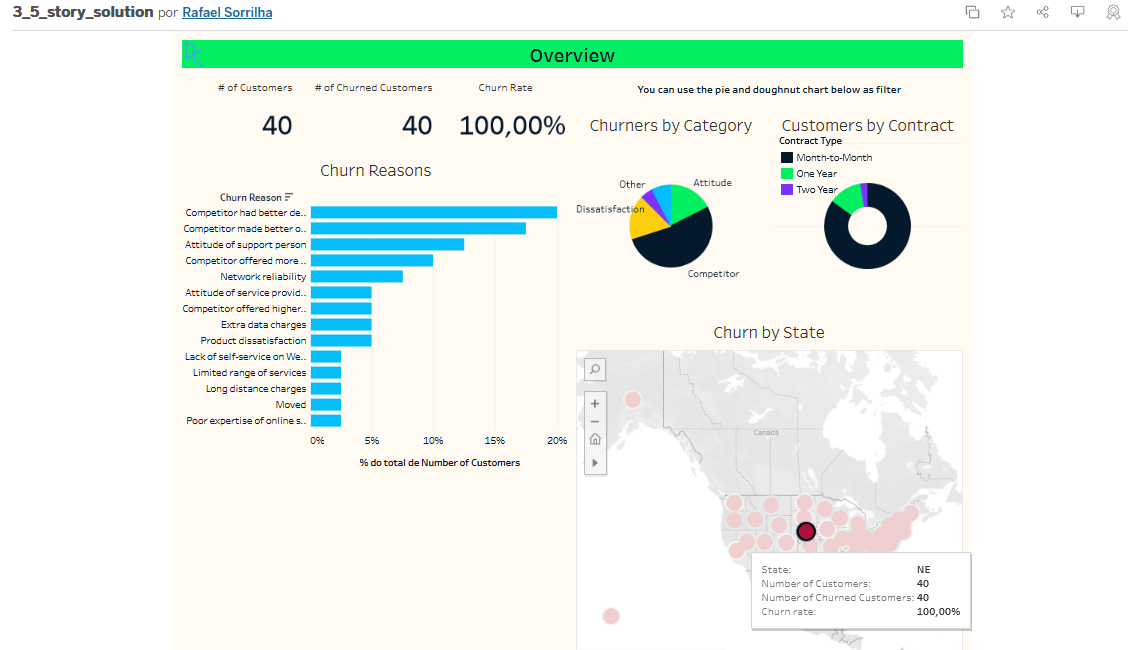 3_5_story_solution por Rafael Sorrilha
Overview
# of Customers # of Churned Customers Churn Rate
40 40 100,00%
You can use the pie and doughnut chart below as filter
Churn Reasons
Churn Reason
Competitor had better de..
Competitor made better o..
Attitude of support person
Competitor offered more ..
Network reliability
Attitude of service provid..
Competitor offered higher..
Extra data charges
Product dissatisfaction
Lack of self-service on We..
Limited range of services
Long distance charges
Moved
Poor expertise of online s..
0% 5% 10% 15% 20%
% do total de Number of Customers
Churners by Category
Other
Attitude
Dissatisfaction
Competitor
Customers by Contract
Contract Type
Month-to-Month
One Year
Two Year
Churn by State
Canada
State: NE
Number of Customers: 40
Number of Churned Customers: 40
Churn rate: 100,00%